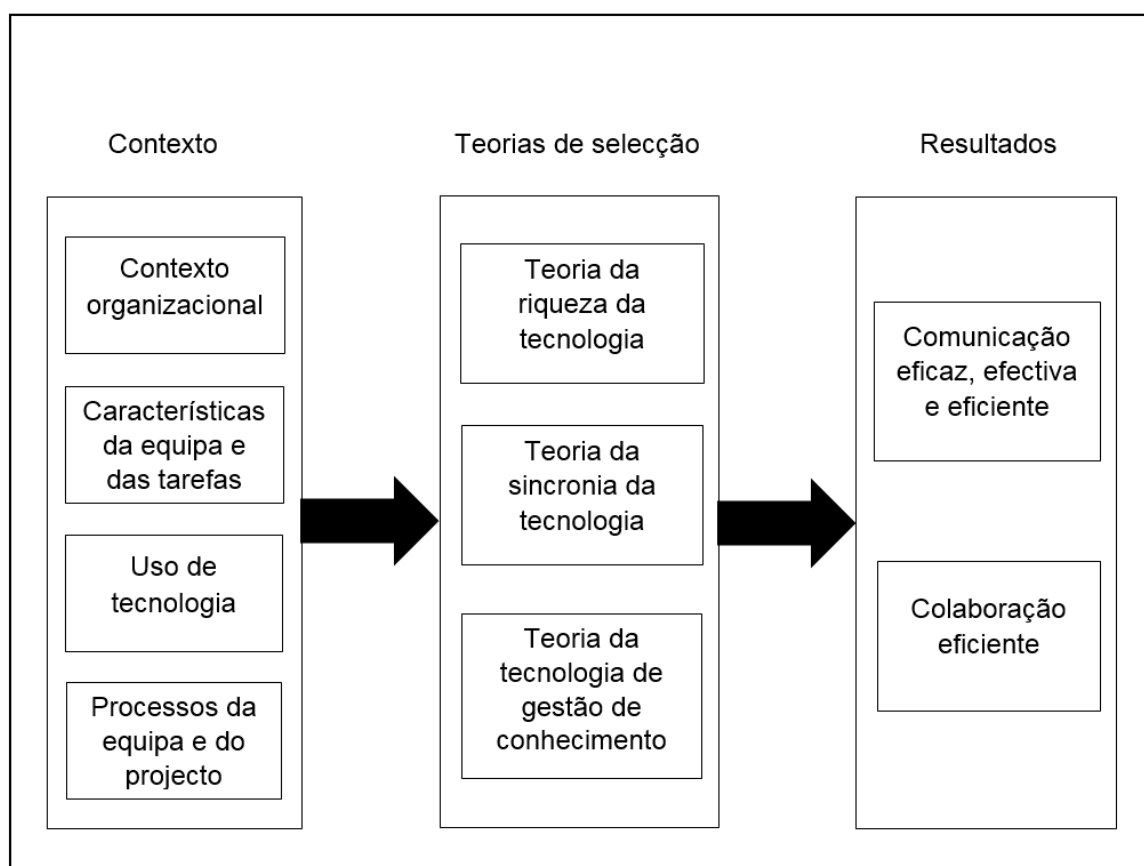 Contexto
Teorias de selecção
Resultados
Contexto
organizacional
Características
da equipa e
das tarefas
Uso de
tecnologia
Processos da
equipa e do
projecto
Teoria da
riqueza da
tecnologia
Teoria da
sincronia da
tecnologia
Teoria da
tecnologia de
gestão de
conhecimento
Comunicação
eficaz, efectiva
e eficiente
Colaboração
eficiente